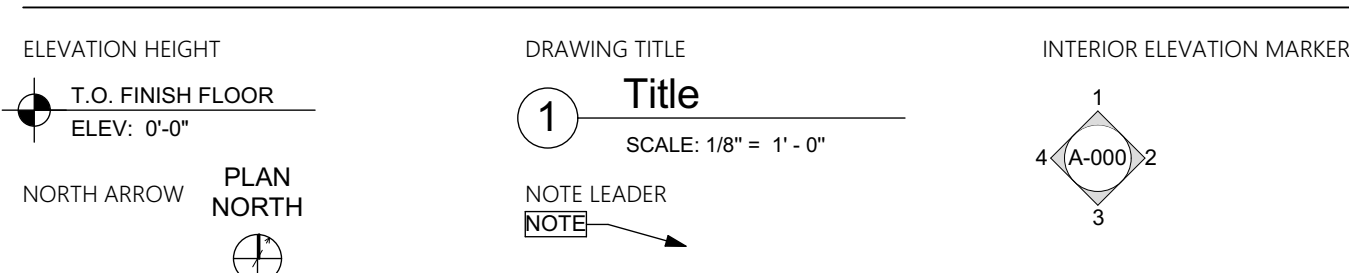 ELEVATION HEIGHT
T.O. FINISH FLOOR
ELEV: 0'-0"
NORTH ARROW
PLAN
NORTH
DRAWING TITLE
1
Title
SCALE: 1/8" = 1' - 0"
NOTE LEADER
NOTE
INTERIOR ELEVATION MARKER
1
4 A-000 2
3